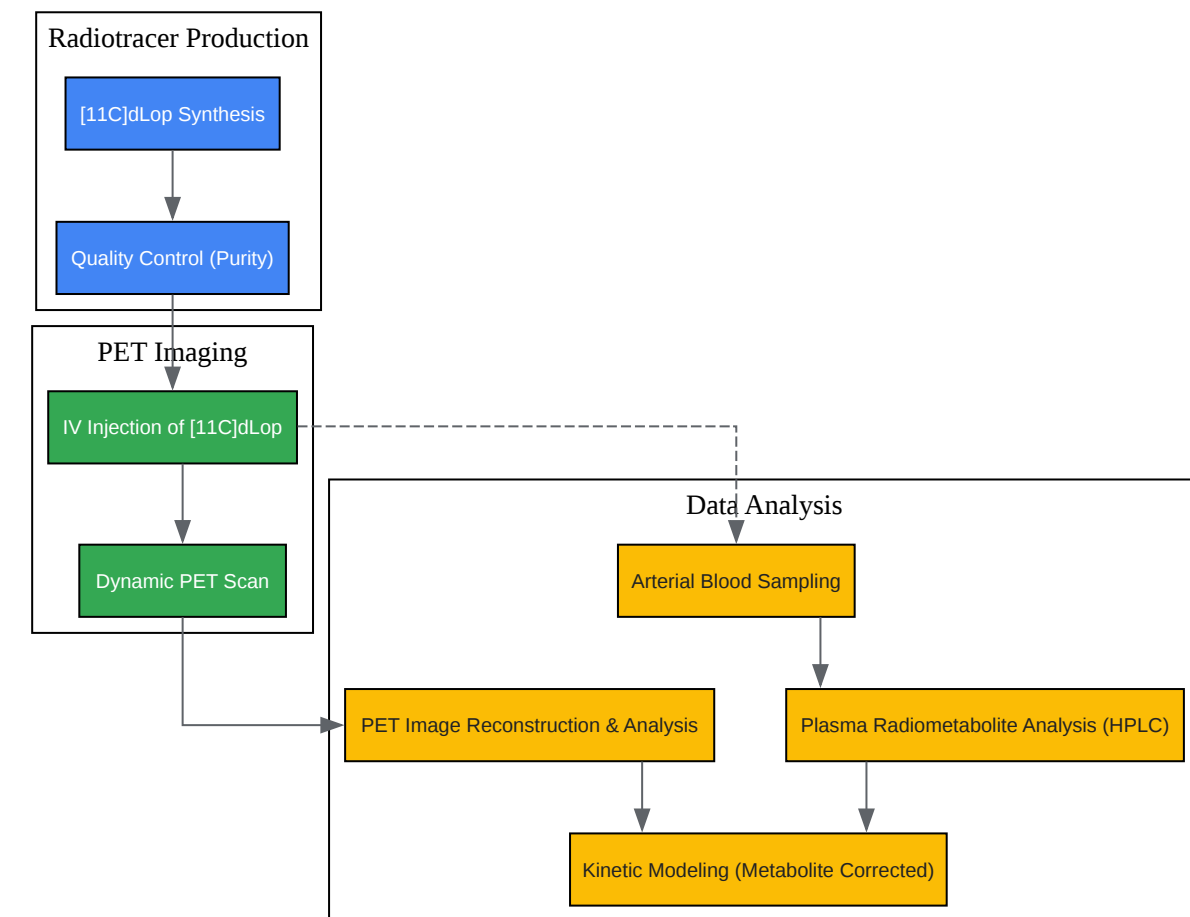 Radiotracer Production
[11C]dLop Synthesis
Quality Control (Purity)
PET Imaging
IV Injection of [11C]dLop
Dynamic PET Scan
Data Analysis
Arterial Blood Sampling
PET Image Reconstruction & Analysis
Plasma Radiometabolite Analysis (HPLC)
Kinetic Modeling (Metabolite Corrected)